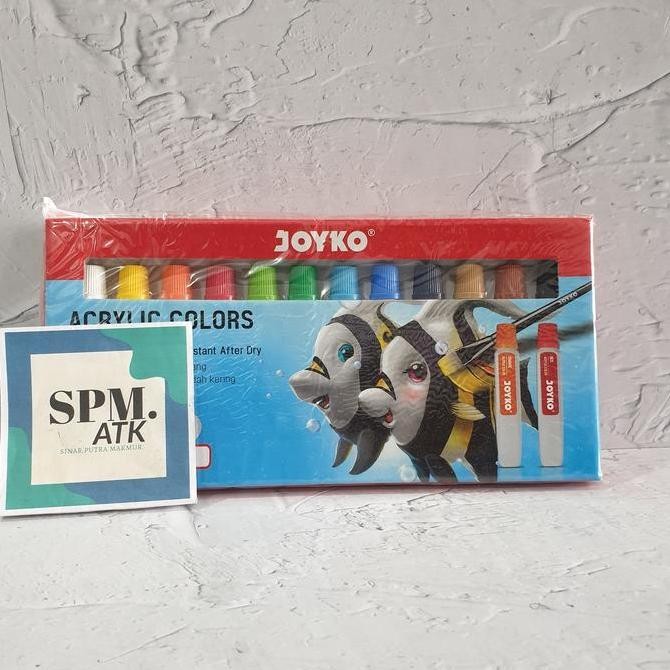 JOYKO®
ACRYLIC COLORS
stant After Dry
ang
dah kering
JOYKO
JOYKO
JOYKO
SPM.
ATK
SINAR PUTRA MAKMUR